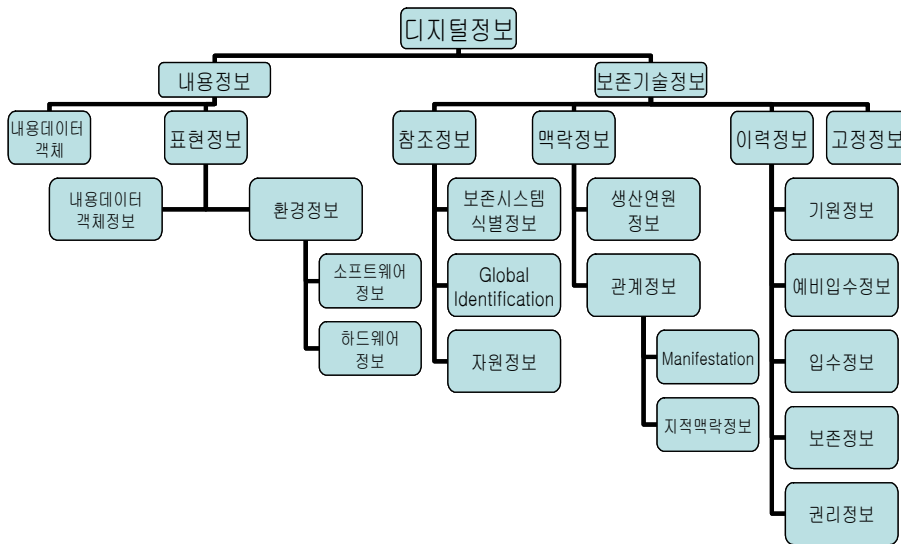 디지털정보
내용정보
보존기술정보
내용데이터
객체
표현정보
참조정보
맥락정보
이력정보
고정정보
내용데이터
객체정보
환경정보
보존시스템
식별정보
생산연원
정보
기원정보
소프트웨어
정보
Global
Identification
관계정보
예비입수정보
하드웨어
정보
자원정보
Manifestation
입수정보
지적맥락정보
보존정보
권리정보